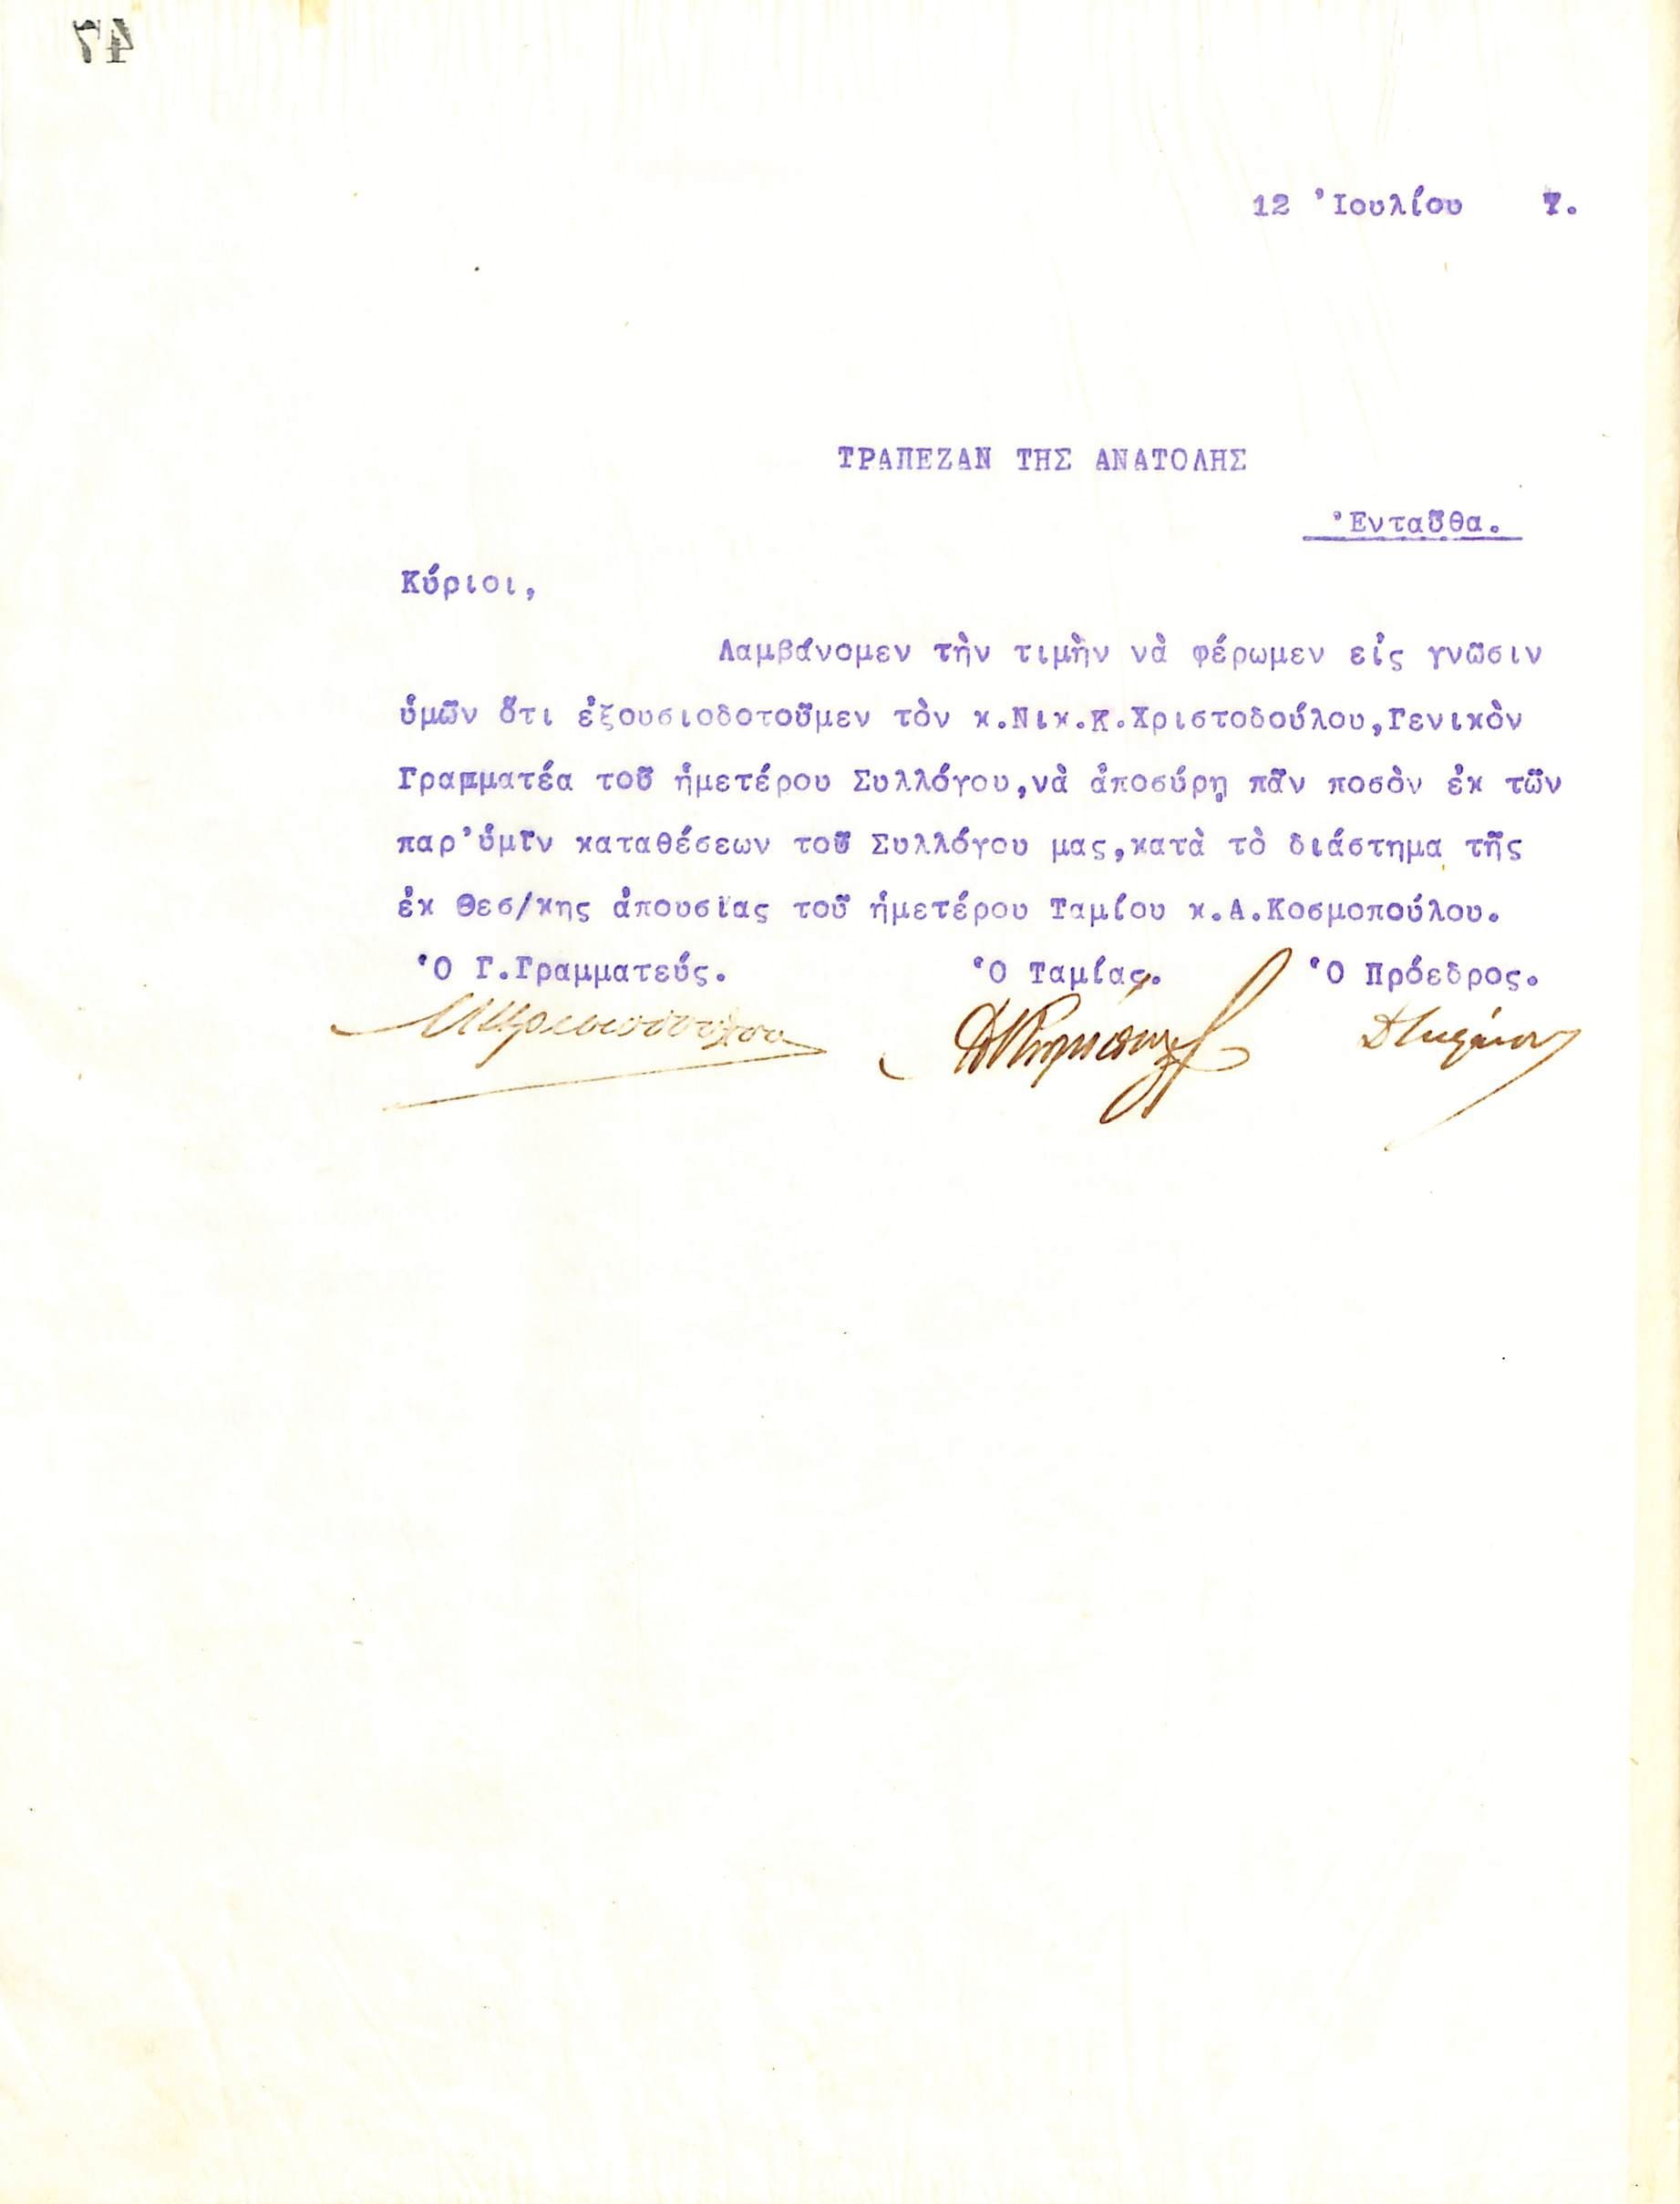 47
12 Ἰουλίου 7.
ΤΡΑΠΕΖΑΝ ΤΗΣ ΑΝΑΤΟΛΗΣ
Ἐνταῦθα.
Κύριοι,
Λαμβάνομεν τὴν τιμὴν νὰ φέρωμεν εἰς γνῶσιν
ὑμῶν ὅτι ἐξουσιοδοτοῦμεν τὸν κ.Νικ.Κ.Χριστοδούλου,Γενικὸν
Γραμματέα τοῦ ἡμετέρου Συλλόγου,νὰ ἀποσύρῃ πᾶν ποσὸν ἐκ τῶν
παρ'ὑμῖν καταθέσεων τοῦ Συλλόγου μας,κατὰ τὸ διάστημα τῆς
ἐκ Θεσ/κης ἀπουσίας τοῦ ἡμετέρου Ταμίου κ.Α.Κοσμοπούλου.
Ὁ Γ.Γραμματεύς. Ὁ Ταμίας. Ὁ Πρόεδρος.